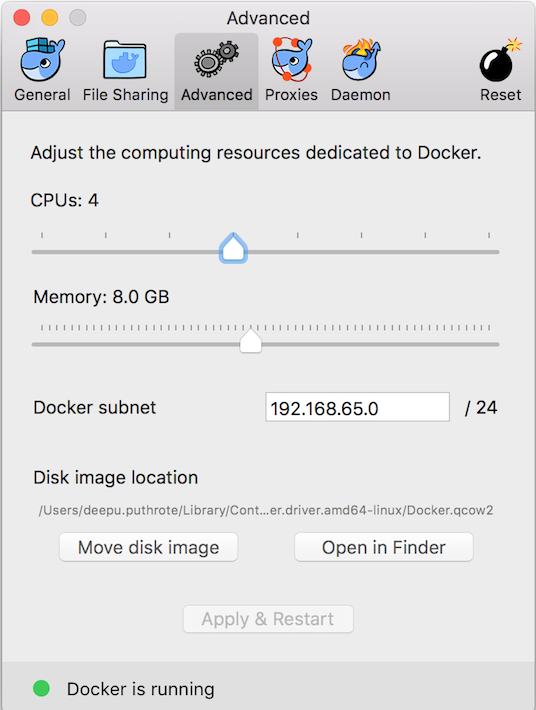 Advanced
General File Sharing Advanced Proxies Daemon Reset
Adjust the computing resources dedicated to Docker.
CPUs: 4
Memory: 8.0 GB
Docker subnet 192.168.65.0 / 24
Disk image location
/Users/deepu.puthrote/Library/Cont...er.driver.amd64-linux/Docker.qcow2
Move disk image Open in Finder
Apply & Restart
Docker is running